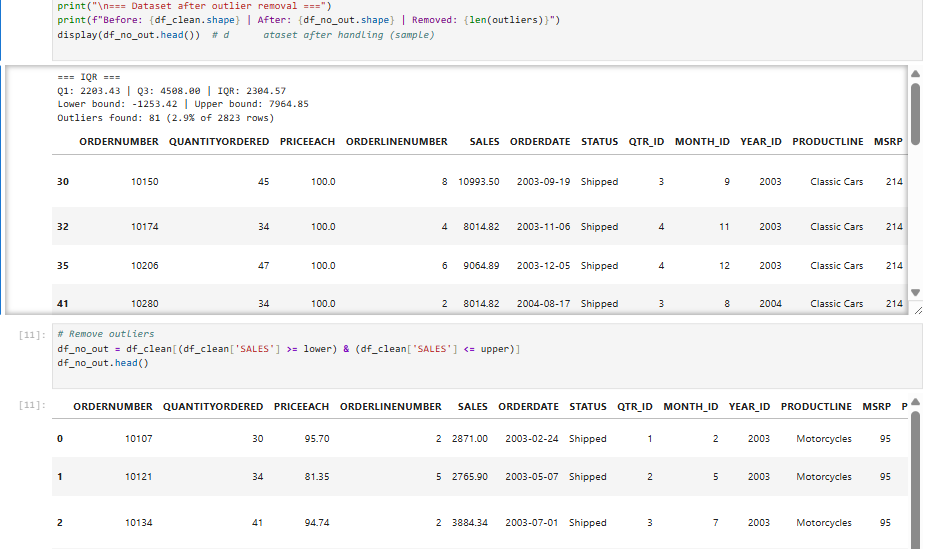 print("\n=== Dataset after outlier removal ===")
print(f"Before: {df_clean.shape} | After: {df_no_out.shape} | Removed: {len(outliers)}")
display(df_no_out.head())  # d      ataset after handling (sample)
=== IQR ===
Q1: 2203.43 | Q3: 4508.00 | IQR: 2304.57
Lower bound: -1253.42 | Upper bound: 7964.85
Outliers found: 81 (2.9% of 2823 rows)
ORDERNUMBER QUANTITYORDERED PRICEEACH ORDERLINENUMBER SALES ORDERDATE STATUS QTR_ID MONTH_ID YEAR_ID PRODUCTLINE MSRP
30 10150 45 100.0 8 10993.50 2003-09-19 Shipped 3 9 2003 Classic Cars 214
32 10174 34 100.0 4 8014.82 2003-11-06 Shipped 4 11 2003 Classic Cars 214
35 10206 47 100.0 6 9064.89 2003-12-05 Shipped 4 12 2003 Classic Cars 214
41 10280 34 100.0 2 8014.82 2004-08-17 Shipped 3 8 2004 Classic Cars 214
[11]: # Remove outliers
df_no_out = df_clean[(df_clean['SALES'] >= lower) & (df_clean['SALES'] <= upper)]
df_no_out.head()
[11]: ORDERNUMBER QUANTITYORDERED PRICEEACH ORDERLINENUMBER SALES ORDERDATE STATUS QTR_ID MONTH_ID YEAR_ID PRODUCTLINE MSRP P
0 10107 30 95.70 2 2871.00 2003-02-24 Shipped 1 2 2003 Motorcycles 95
1 10121 34 81.35 5 2765.90 2003-05-07 Shipped 2 5 2003 Motorcycles 95
2 10134 41 94.74 2 3884.34 2003-07-01 Shipped 3 7 2003 Motorcycles 95